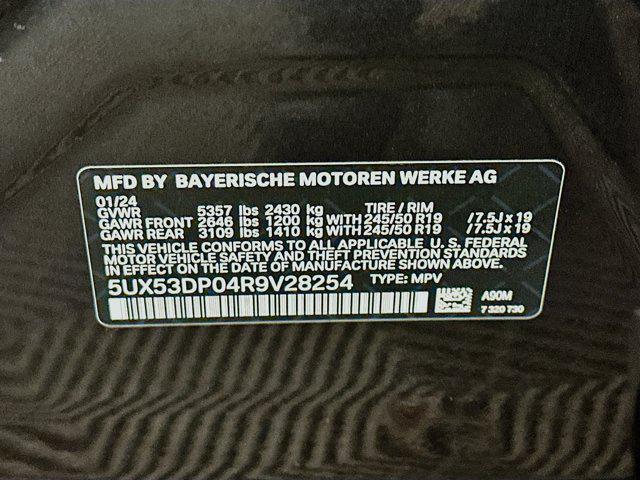 MFD BY BAYERISCHE MOTOREN WERKE AG
01/24
GVWR 5357 lbs 2430 kg TIRE / RIM
GAWR FRONT 2646 lbs 1200 kg WITH 245/50 R19 /7.5J x 19
GAWR REAR 3109 lbs 1410 kg WITH 245/50 R19 /7.5J x 19
THIS VEHICLE CONFORMS TO ALL APPLICABLE U. S. FEDERAL
MOTOR VEHICLE SAFETY AND THEFT PREVENTION STANDARDS
IN EFFECT ON THE DATE OF MANUFACTURE SHOWN ABOVE.
5UX53DP04R9V28254 TYPE: MPV
A90M
7 320 730